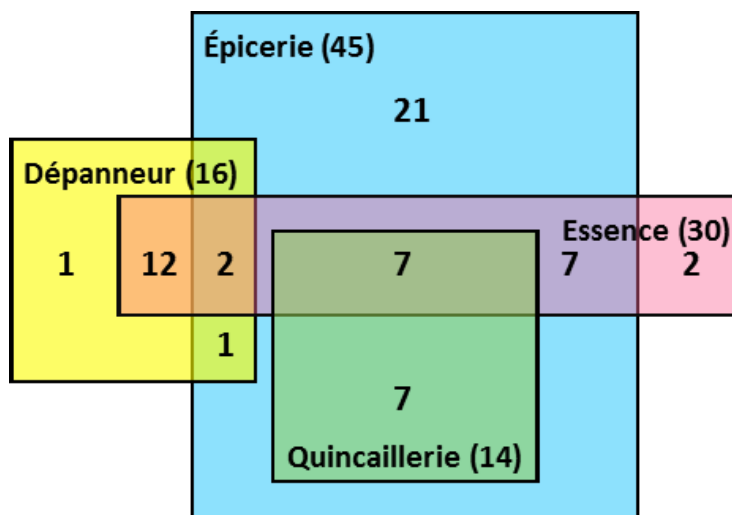 Épicerie (45)
21
Dépanneur (16)
Essence (30)
1 12 2 7 7 2
1
7
Quincaillerie (14)